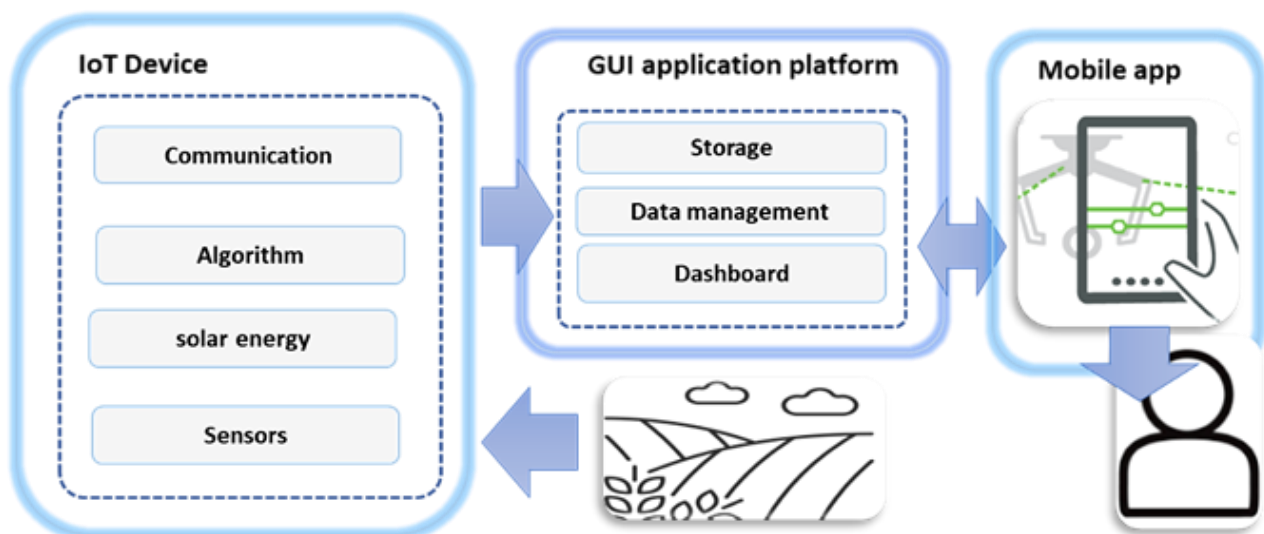 IoT Device
Communication
Algorithm
solar energy
Sensors
GUI application platform
Storage
Data management
Dashboard
Mobile app